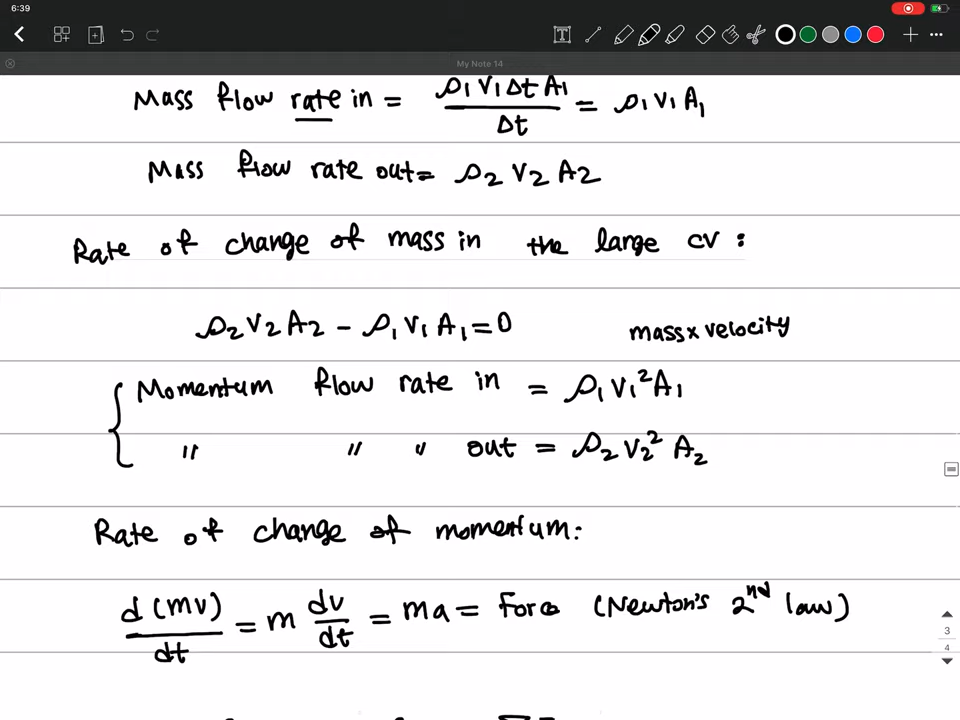 6:39
My Note 14
Mass flow rate in = ρ1 V1 Δt A1 / Δt = ρ1 V1 A1
Mass flow rate out = ρ2 V2 A2
Rate of change of mass in the large CV :
ρ2 V2 A2 - ρ1 V1 A1 = 0 mass x velocity
{ Momentum flow rate in = ρ1 V1² A1
" " " out = ρ2 V2² A2
Rate of change of momentum:
d (mv) / dt = m dv / dt = ma = Force (Newton's 2nd law)
3
4